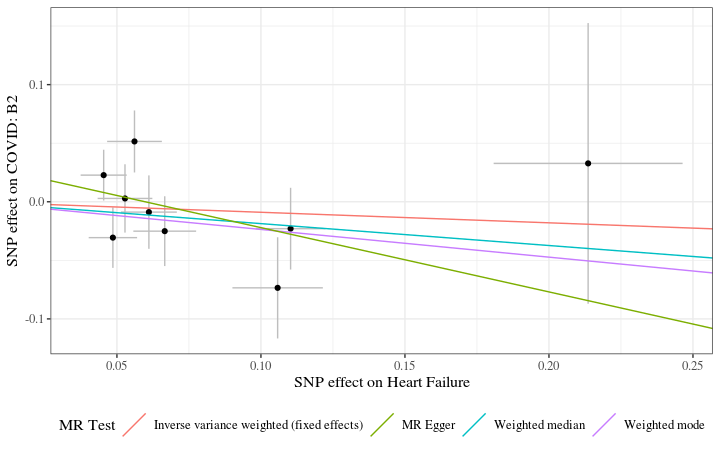 SNP effect on COVID: B2
0.1
0.0
-0.1
0.05
0.10
0.15
0.20
0.25
SNP effect on Heart Failure
MR Test
Inverse variance weighted (fixed effects)
MR Egger
Weighted median
Weighted mode